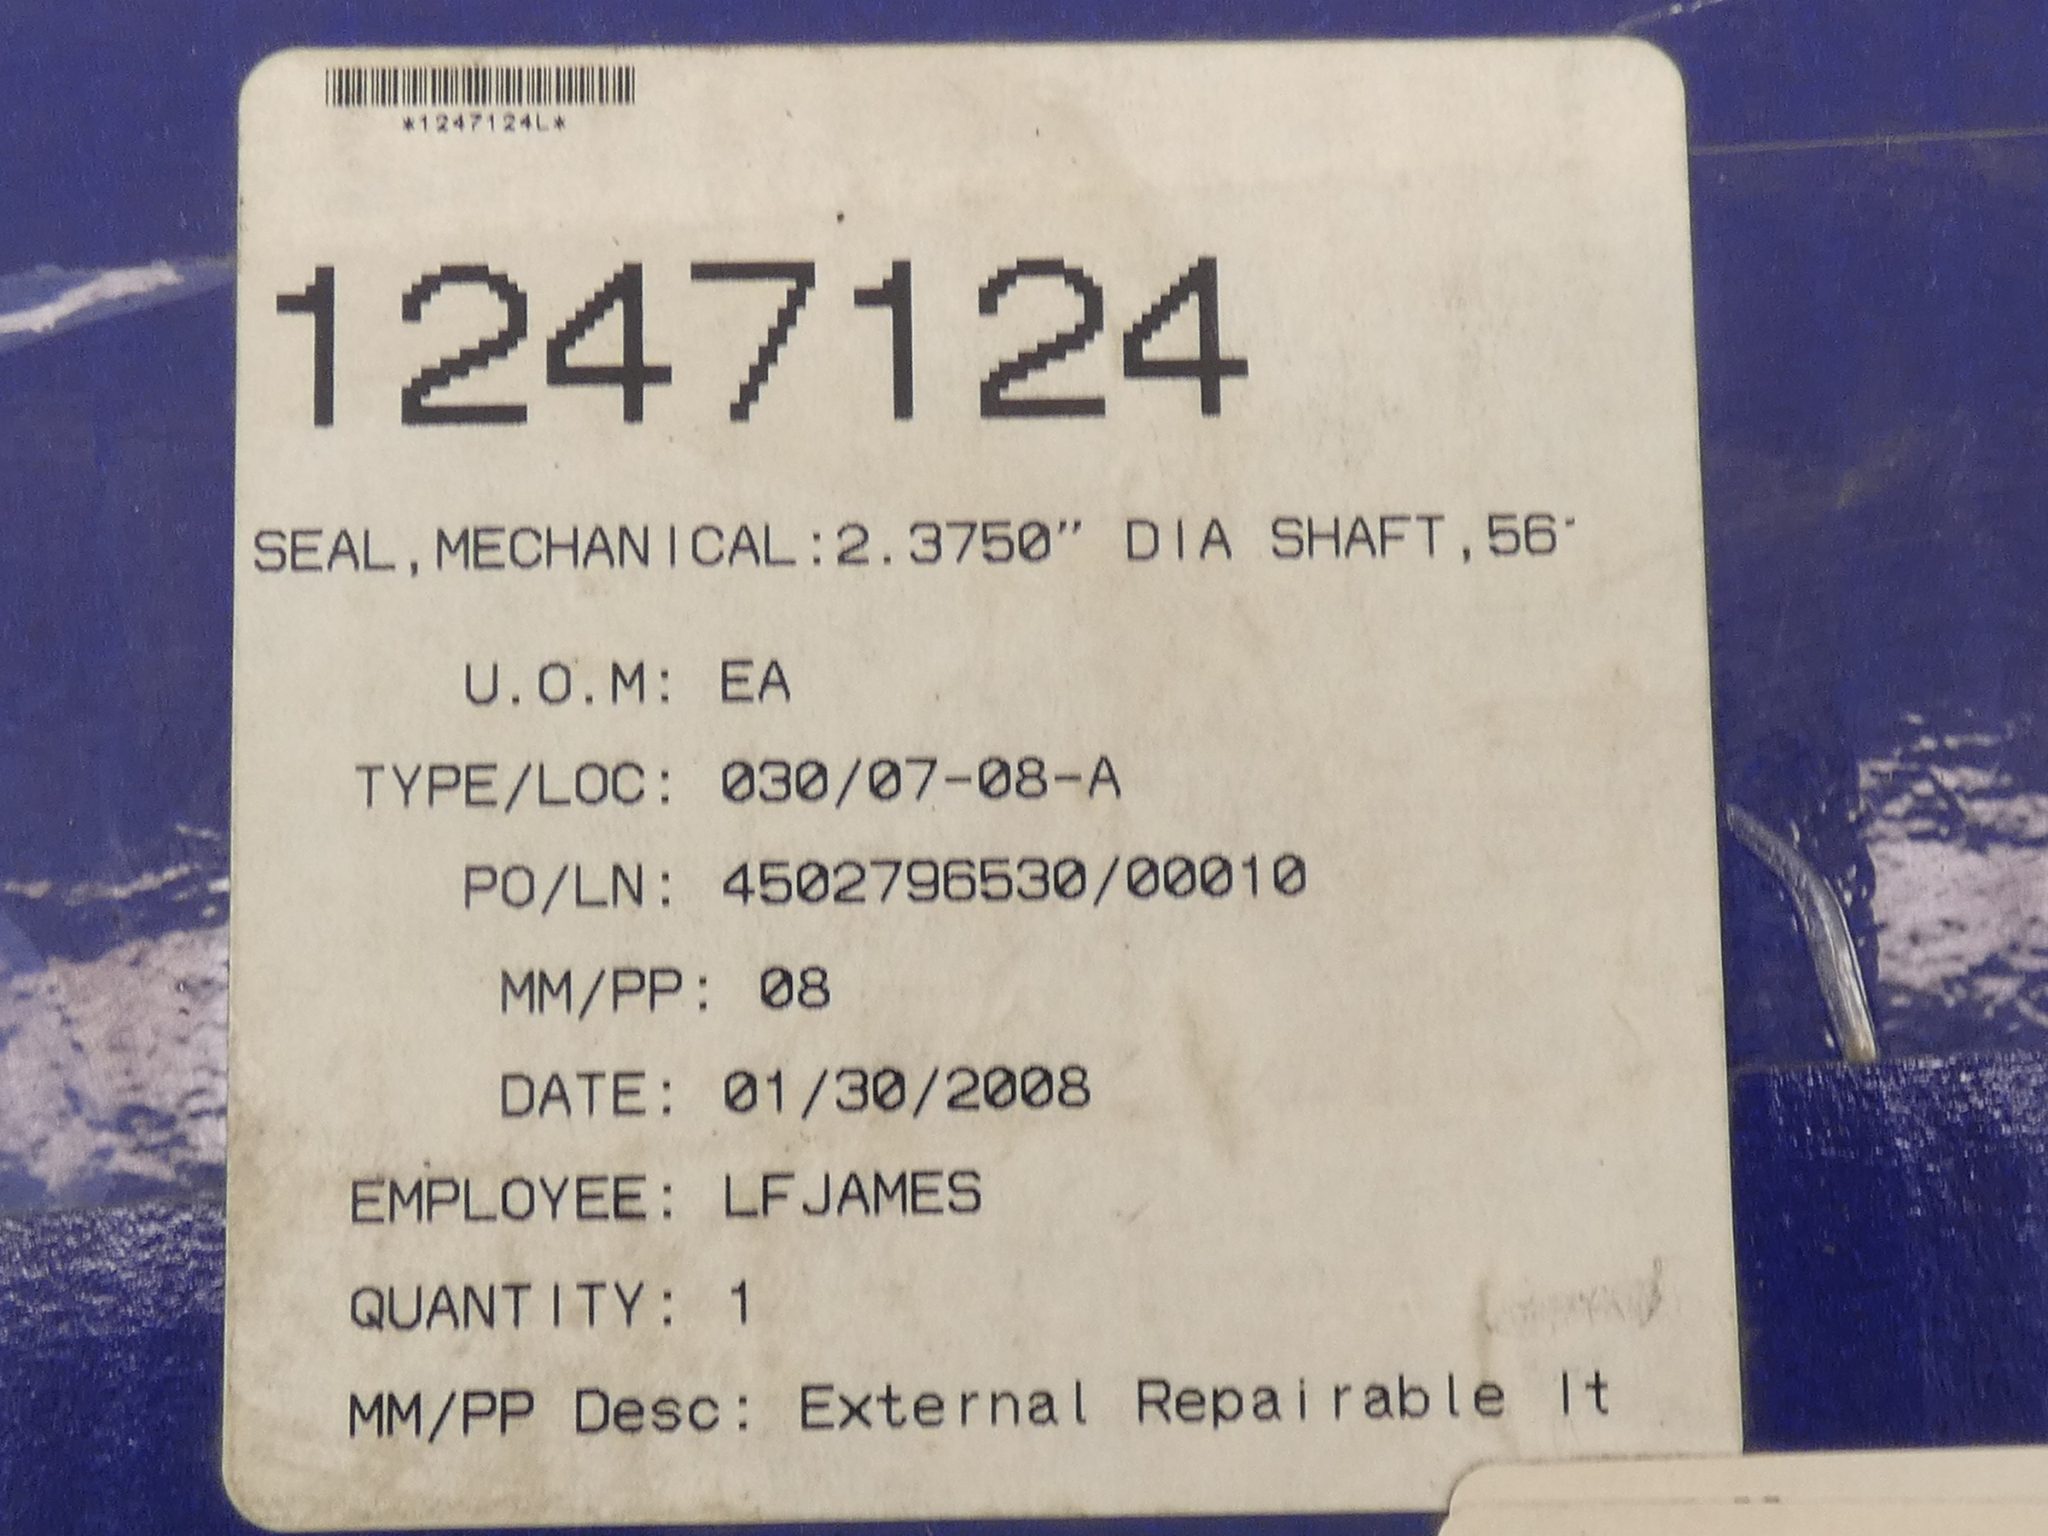 *1247124L*
1247124
SEAL,MECHANICAL:2.3750" DIA SHAFT,56
U.O.M: EA
TYPE/LOC: 030/07-08-A
PO/LN: 4502796530/00010
MM/PP: 08
DATE: 01/30/2008
EMPLOYEE: LFJAMES
QUANTITY: 1
MM/PP Desc: External Repairable It